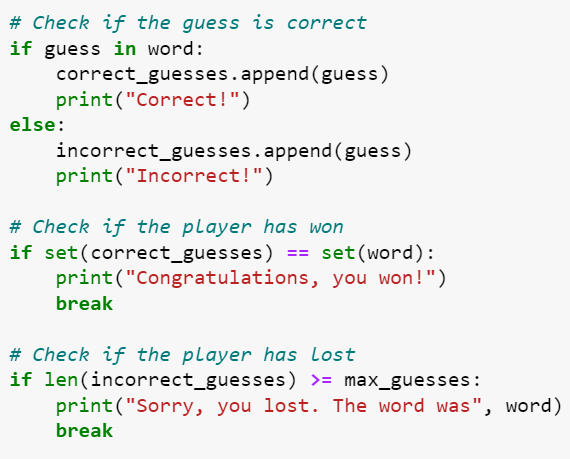 # Check if the guess is correct
if guess in word:
    correct_guesses.append(guess)
    print("Correct!")
else:
    incorrect_guesses.append(guess)
    print("Incorrect!")

# Check if the player has won
if set(correct_guesses) == set(word):
    print("Congratulations, you won!")
    break

# Check if the player has lost
if len(incorrect_guesses) >= max_guesses:
    print("Sorry, you lost. The word was", word)
    break